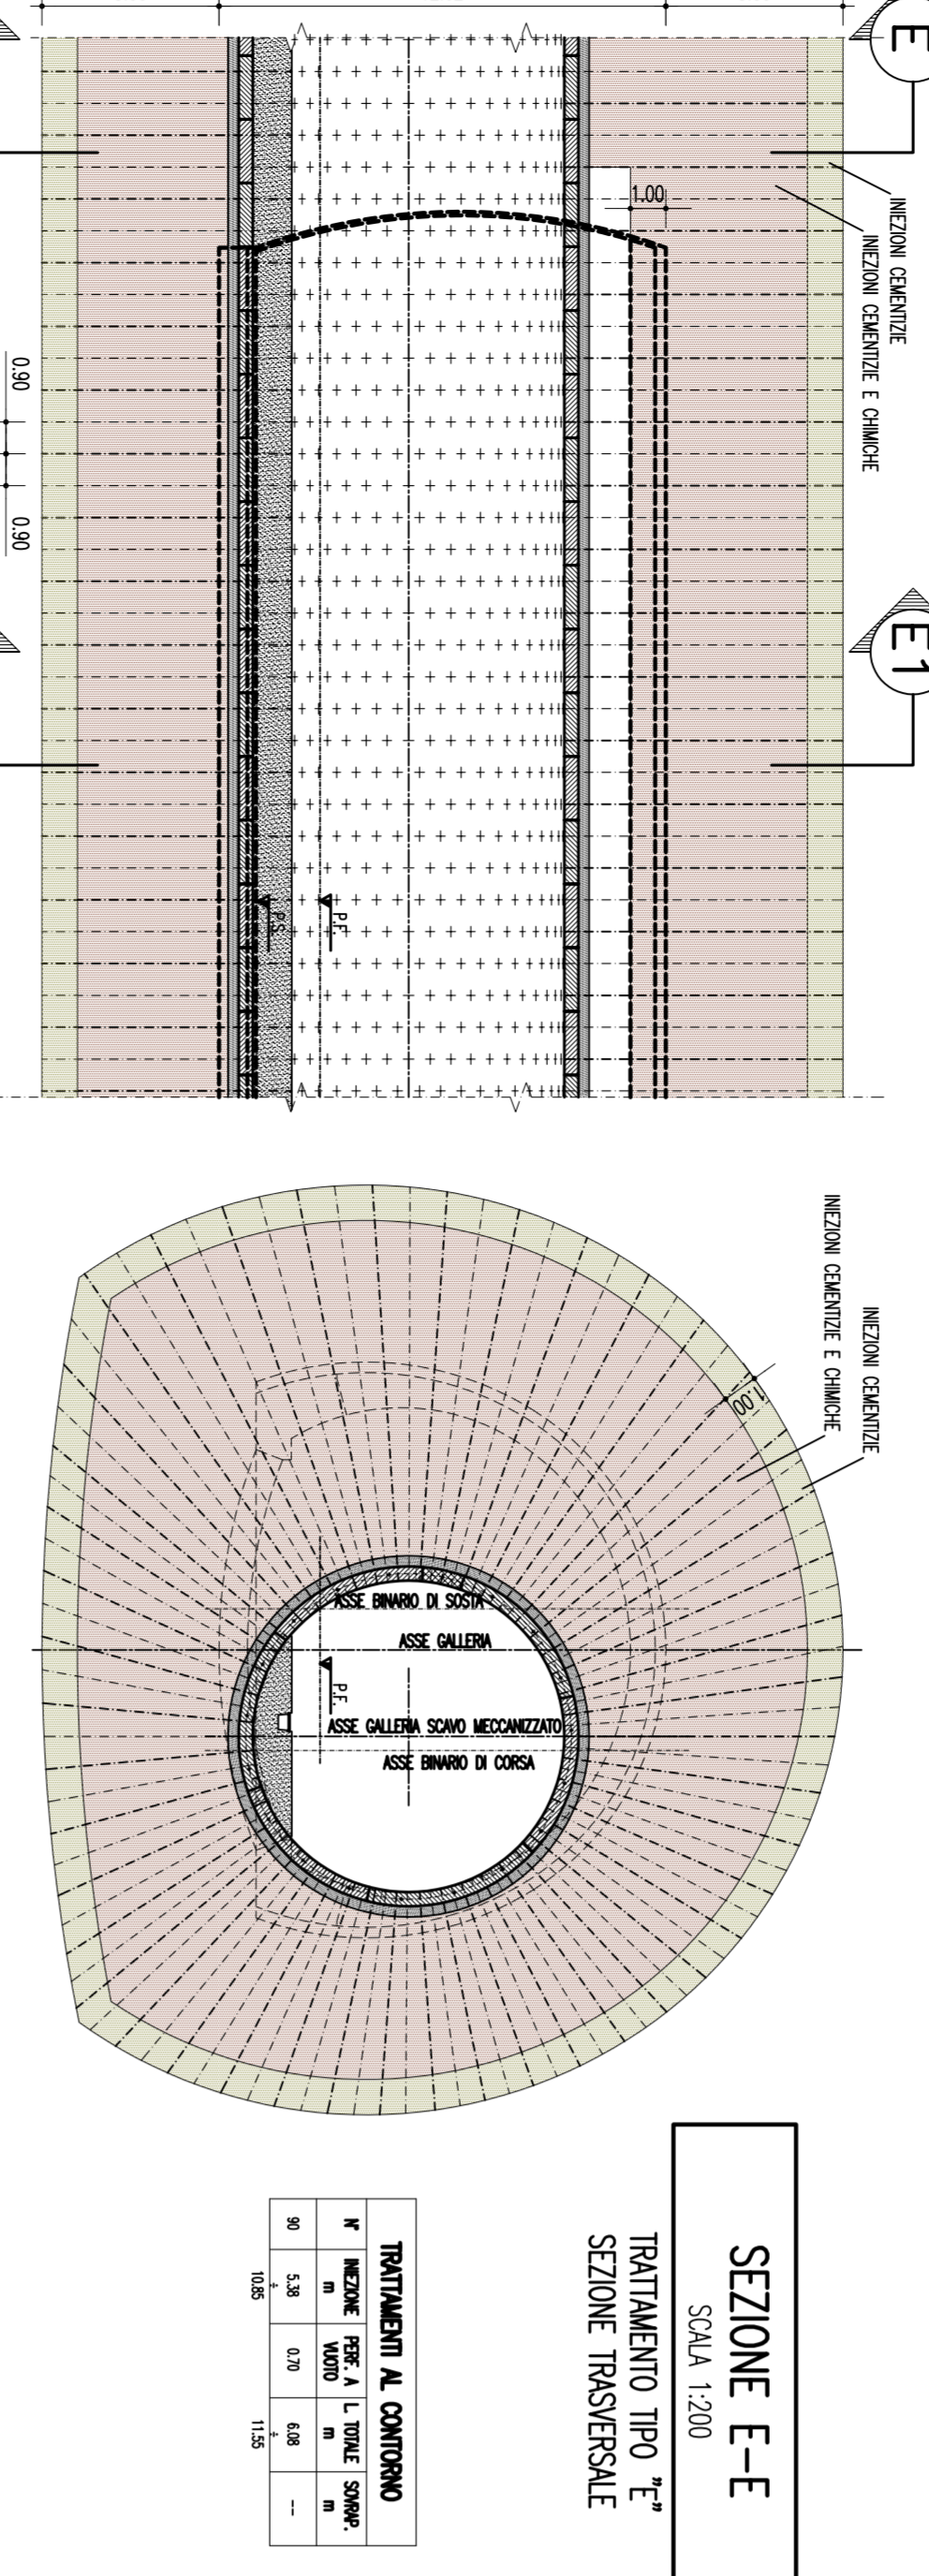 E
E1
INIEZIONI CEMENTIZIE
INIEZIONI CEMENTIZIE E CHIMICHE
1.00
P.F.
P.S.
0.90
0.90
INIEZIONI CEMENTIZIE
INIEZIONI CEMENTIZIE E CHIMICHE
1.00
ASSE BINARIO DI SOSTA
ASSE GALLERIA
P.F.
ASSE GALLERIA SCAVO MECCANIZZATO
ASSE BINARIO DI CORSA
SEZIONE E-E
SCALA 1:200
TRATTAMENTO TIPO "E"
SEZIONE TRASVERSALE
TRATTAMENTI AL CONTORNO
N° INIEZIONE m PERF. A VUOTO L. TOTALE m SOVRAP. m
90 5.38 ÷ 10.85 0.70 6.08 ÷ 11.55 --